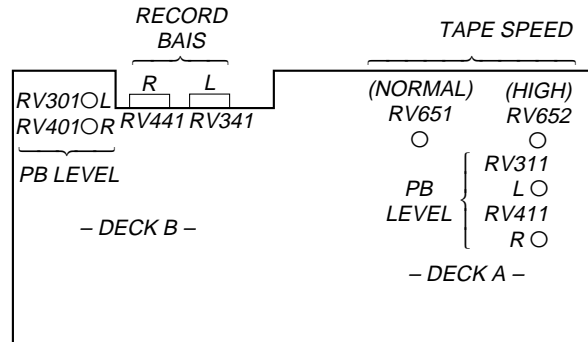 RECORD
BAIS
TAPE SPEED
R L
(NORMAL) (HIGH)
RV301 L
RV441 RV341
RV651 RV652
RV401 R
PB LEVEL
RV311
PB
L
LEVEL
RV411
R
– DECK B –
– DECK A –